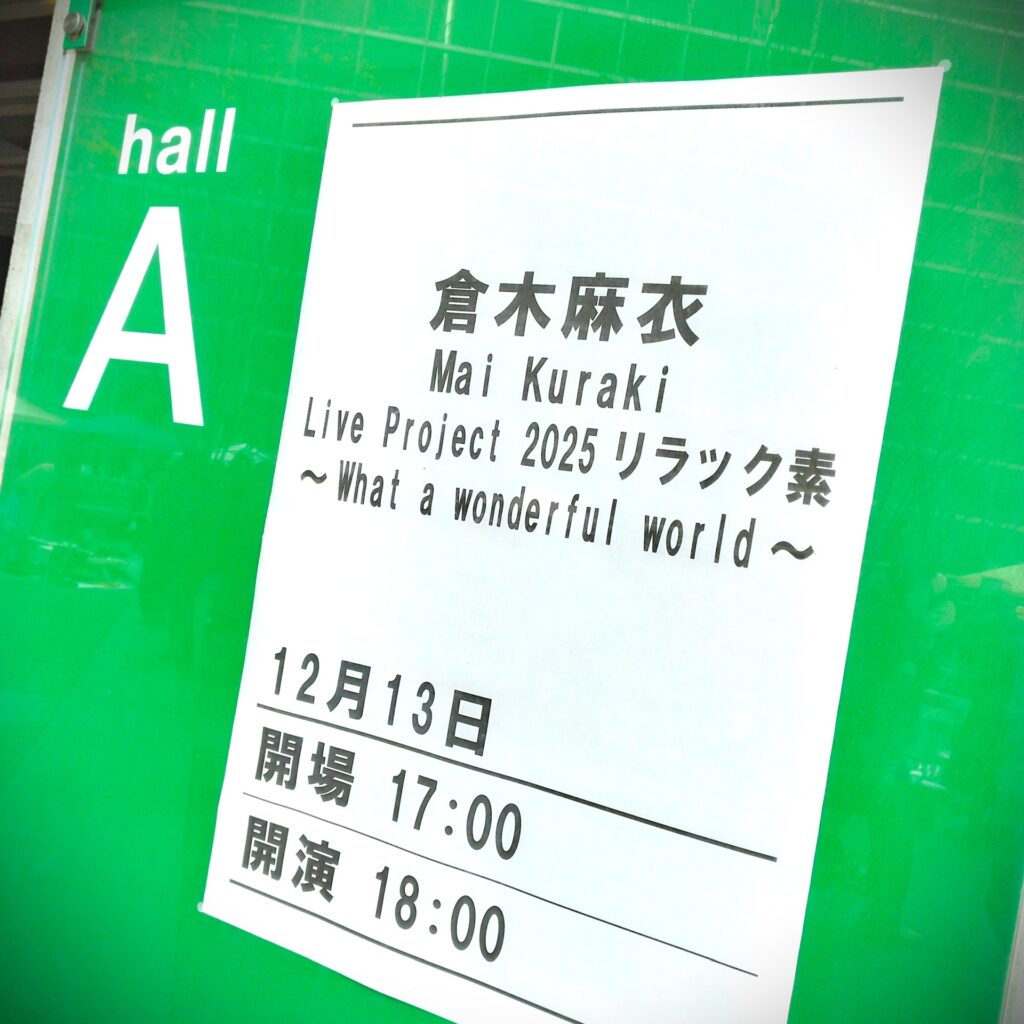 hall
A
倉木麻衣
Mai Kuraki
Live Project 2025 リラック素
～What a wonderful world～
12月13日
開場 17:00
開演 18:00